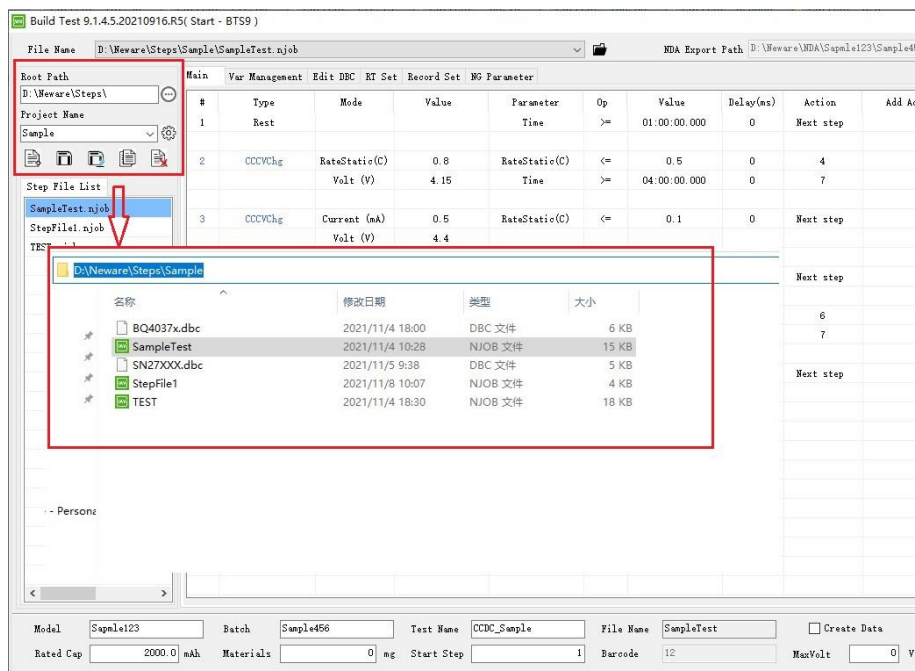 Build Test 9.1.4.5.20210916.R5( Start - BTS9 )
File Name D:\Neware\Steps\Sample\SampleTest.njob NDA Export Path D:\Neware\NDA\Sapmle123\Sample45
Root Path
D:\Neware\Steps\
Project Name
Sample
Step File List
SampleTest.njob
StepFile1.njob
TEST
Main Var Management Edit DBC RT Set Record Set NG Parameter
# Type Mode Value Parameter Op Value Delay(ms) Action Add Ac
1 Rest Time >= 01:00:00.000 0 Next step
2 CCCVChg RateStatic(C) 0.8 RateStatic(C) <= 0.5 0 4
Volt (V) 4.15 Time >= 04:00:00.000 0 7
3 CCCVChg Current (mA) 0.5 RateStatic(C) <= 0.1 0 Next step
Volt (V) 4.4
Next step
6
7
Next step
D:\Neware\Steps\Sample
名称 修改日期 类型 大小
BQ4037x.dbc 2021/11/4 18:00 DBC 文件 6 KB
SampleTest 2021/11/4 10:28 NJOB 文件 15 KB
SN27XXX.dbc 2021/11/5 9:38 DBC 文件 5 KB
StepFile1 2021/11/8 10:07 NJOB 文件 4 KB
TEST 2021/11/4 18:30 NJOB 文件 18 KB
- Persona
Model Sapmle123 Batch Sample456 Test Name CCDC_Sample File Name SampleTest Create Data
Rated Cap 2000.0 mAh Materials 0 mg Start Step 1 Barcode 12 MaxVolt 0 V